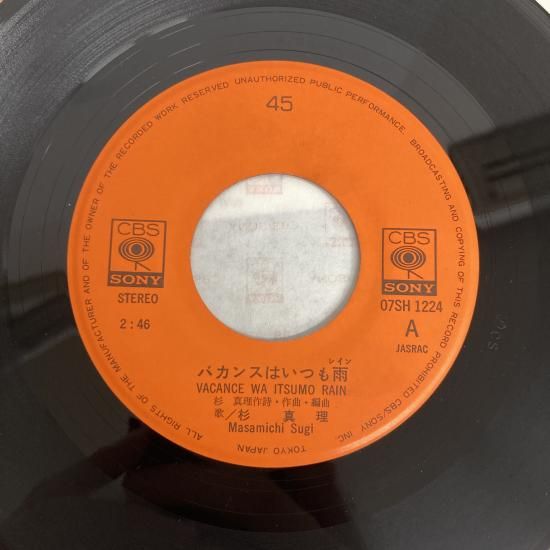 ALL RIGHTS OF THE MANUFACTURER AND OF THE OWNER OF THE RECORDED WORK RESERVED UNAUTHORIZED PUBLIC PERFORMANCE. BROADCASTING AND COPYING OF THIS RECORD PROHIBITED CBS/SONY INC.
TOKYO JAPAN
45
CBS
SONY
STEREO
2:46
CBS
SONY
07SH 1224
A
JASRAC
レイン
バカンスはいつも雨
VACANCE WA ITSUMO RAIN
杉 真理作詩・作曲・編曲
歌／杉 真 理
Masamichi Sugi